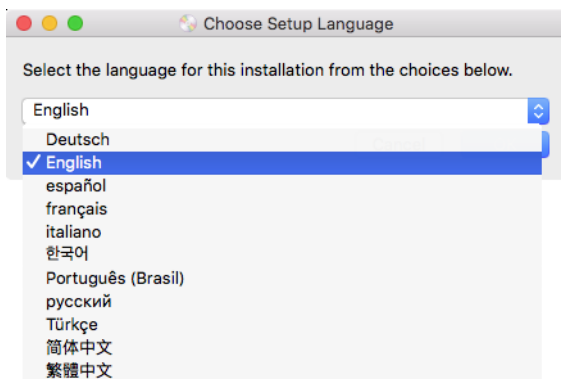 Choose Setup Language
Select the language for this installation from the choices below.
English
Deutsch
✓ English
español
français
italiano
한국어
Português (Brasil)
русский
Türkçe
简体中文
繁體中文